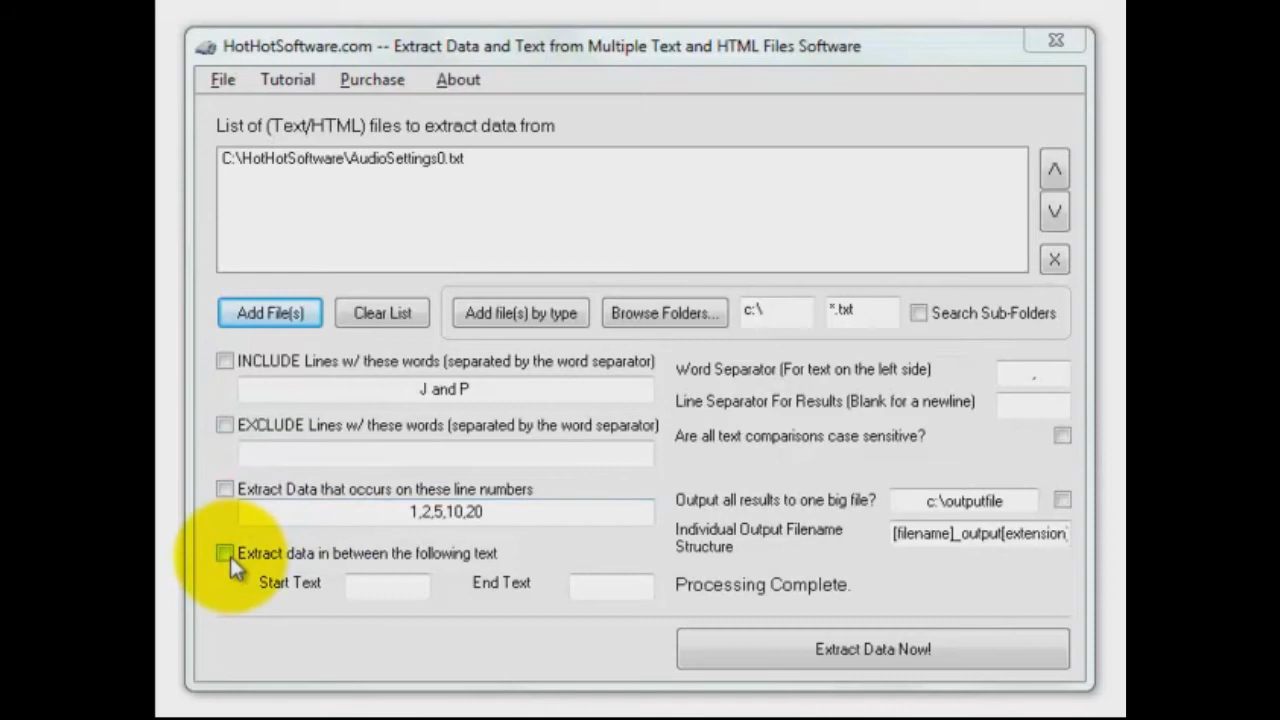 HotHotSoftware.com -- Extract Data and Text from Multiple Text and HTML Files Software
File Tutorial Purchase About
List of (Text/HTML) files to extract data from
C:\HotHotSoftware\AudioSettings0.txt
Add File(s) Clear List Add file(s) by type Browse Folders... c:\ *.txt Search Sub-Folders
INCLUDE Lines w/ these words (separated by the word separator)
J and P
EXCLUDE Lines w/ these words (separated by the word separator)
Extract Data that occurs on these line numbers
1,2,5,10,20
Extract data in between the following text
Start Text End Text
Word Separator (For text on the left side) ,
Line Separator For Results (Blank for a newline)
Are all text comparisons case sensitive?
Output all results to one big file? c:\outputfile
Individual Output Filename [filename]_output[extension]
Structure
Processing Complete.
Extract Data Now!